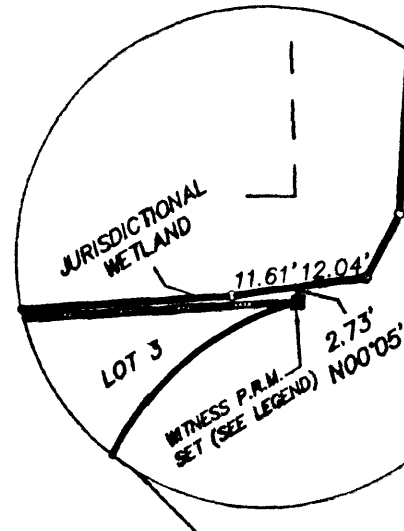 JURISDICTIONAL
WETLAND
11.61' 12.04'
LOT 3
2.73'
N00°05'
WITNESS P.R.M.
SET (SEE LEGEND)